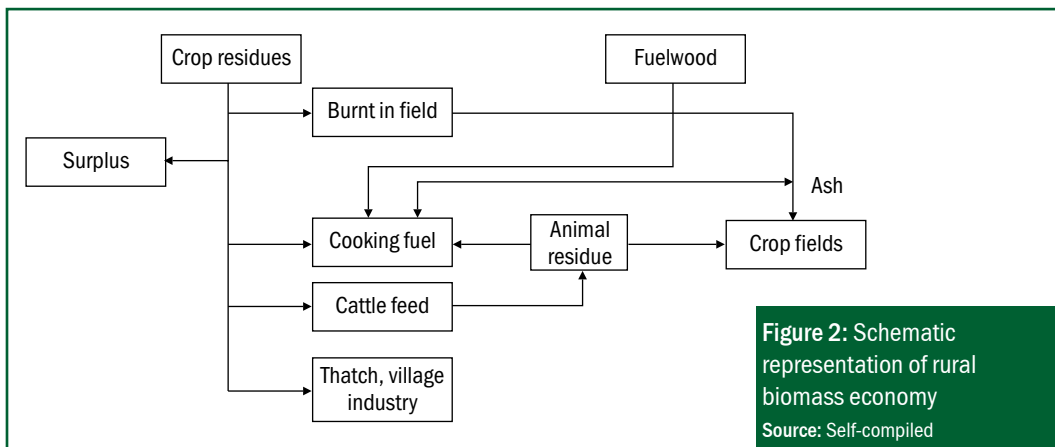 Crop residues
Fuelwood
Burnt in field
Surplus
Ash
Cooking fuel
Animal
residue
Crop fields
Cattle feed
Thatch, village
industry
Figure 2: Schematic
representation of rural
biomass economy
Source: Self-compiled